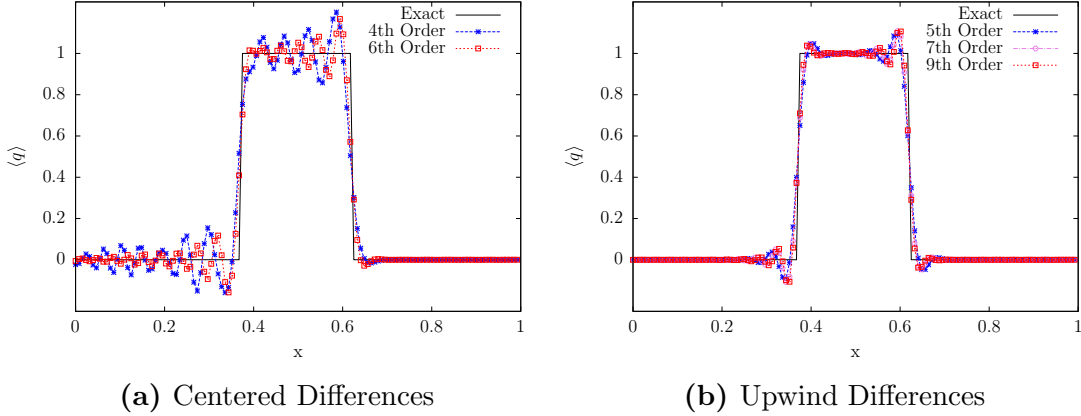 Exact
4th Order
6th Order
1
0.8
0.6
0.4
0.2
0
⟨q⟩
0
0.2
0.4
0.6
0.8
1
x
(a) Centered Differences
Exact
5th Order
7th Order
9th Order
1
0.8
0.6
0.4
0.2
0
⟨q⟩
0
0.2
0.4
0.6
0.8
1
x
(b) Upwind Differences